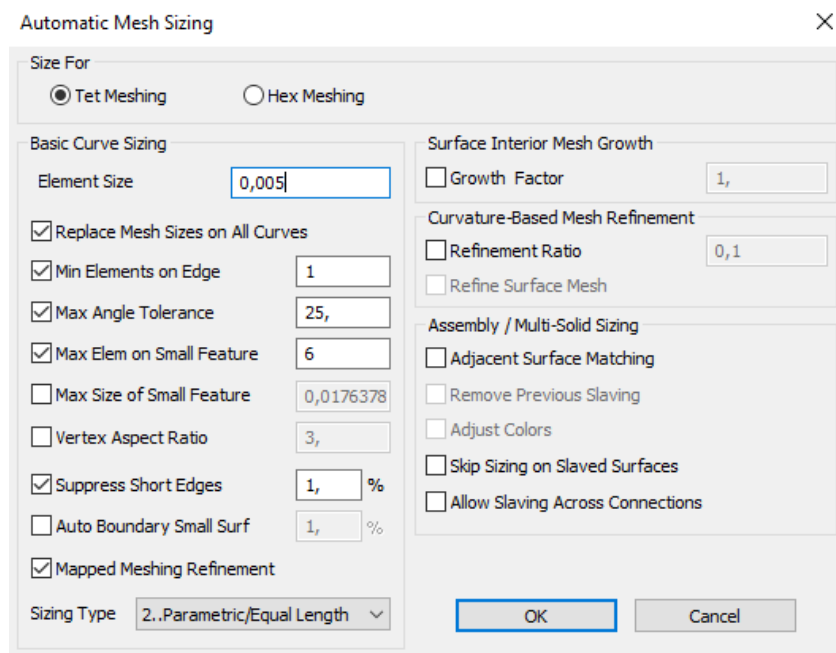 Automatic Mesh Sizing
Size For
Tet Meshing
Hex Meshing
Basic Curve Sizing
Element Size 0,005
Replace Mesh Sizes on All Curves
Min Elements on Edge 1
Max Angle Tolerance 25,
Max Elem on Small Feature 6
Max Size of Small Feature 0,0176378
Vertex Aspect Ratio 3,
Suppress Short Edges 1, %
Auto Boundary Small Surf 1, %
Mapped Meshing Refinement
Sizing Type 2..Parametric/Equal Length
Surface Interior Mesh Growth
Growth Factor 1,
Curvature-Based Mesh Refinement
Refinement Ratio 0,1
Refine Surface Mesh
Assembly / Multi-Solid Sizing
Adjacent Surface Matching
Remove Previous Slaving
Adjust Colors
Skip Sizing on Slaved Surfaces
Allow Slaving Across Connections
OK
Cancel